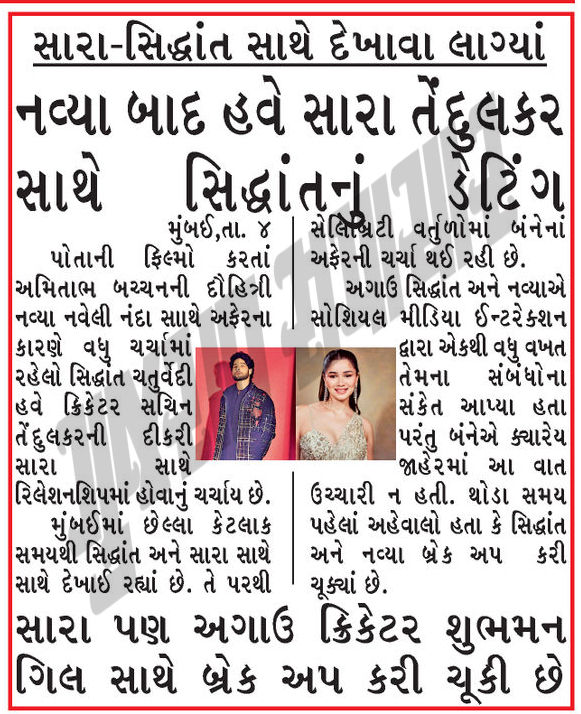 સારા-સિદ્ધાંત સાથે દેખાવા લાગ્યાં
નવ્યા બાદ હવે સારા તેંદુલકર
સાથે સિદ્ધાંતનું ડેટિંગ
મુંબઈ,તા. ૪
પોતાની ફિલ્મો કરતાં
અમિતાભ બચ્ચનની દૌહિત્રી
નવ્યા નવેલી નંદા સાાથે અફેરના
કારણે વધુ ચર્ચામાં
રહેલો સિદ્ધાંત ચતુર્વેદી
હવે ક્રિકેટર સચિન
તેંદુલકરની દીકરી
સારા સાથે
રિલેશનશિપમાં હોવાનું ચર્ચાય છે.
મુંબઈમાં છેલ્લા કેટલાક
સમયથી સિદ્ધાંત અને સારા સાથે
સાથે દેખાઈ રહ્યાં છે. તે પરથી
સેલિબ્રિટી વર્તુળોમાં બંનેનાં
અફેરની ચર્ચા થઈ રહી છે.
અગાઉ સિદ્ધાંત અને નવ્યાએ
સોશિયલ મીડિયા ઈન્ટરેક્શન
દ્વારા એકથી વધુ વખત
તેમના સંબંધોના
સંકેત આપ્યા હતા
પરંતુ બંનેએ ક્યારેય
જાહેરમાં આ વાત
ઉચ્ચારી ન હતી. થોડા સમય
પહેલાં અહેવાલો હતા કે સિદ્ધાંત
અને નવ્યા બ્રેક અપ કરી
ચૂક્યાં છે.
સારા પણ અગાઉ ક્રિકેટર શુભમન
ગિલ સાથે બ્રેક અપ કરી ચૂકી છે